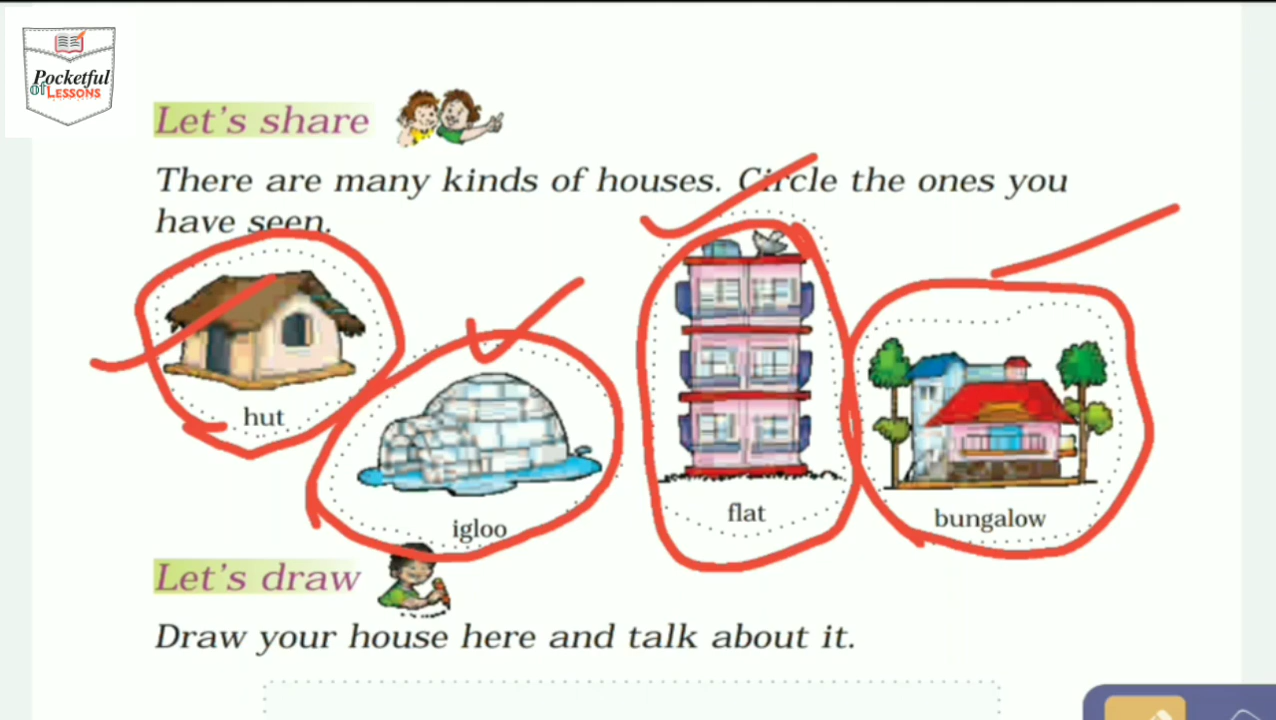 Pocketful
OF LESSONS
Let's share
There are many kinds of houses. Circle the ones you
have seen.
hut
igloo
flat
bungalow
Let's draw
Draw your house here and talk about it.